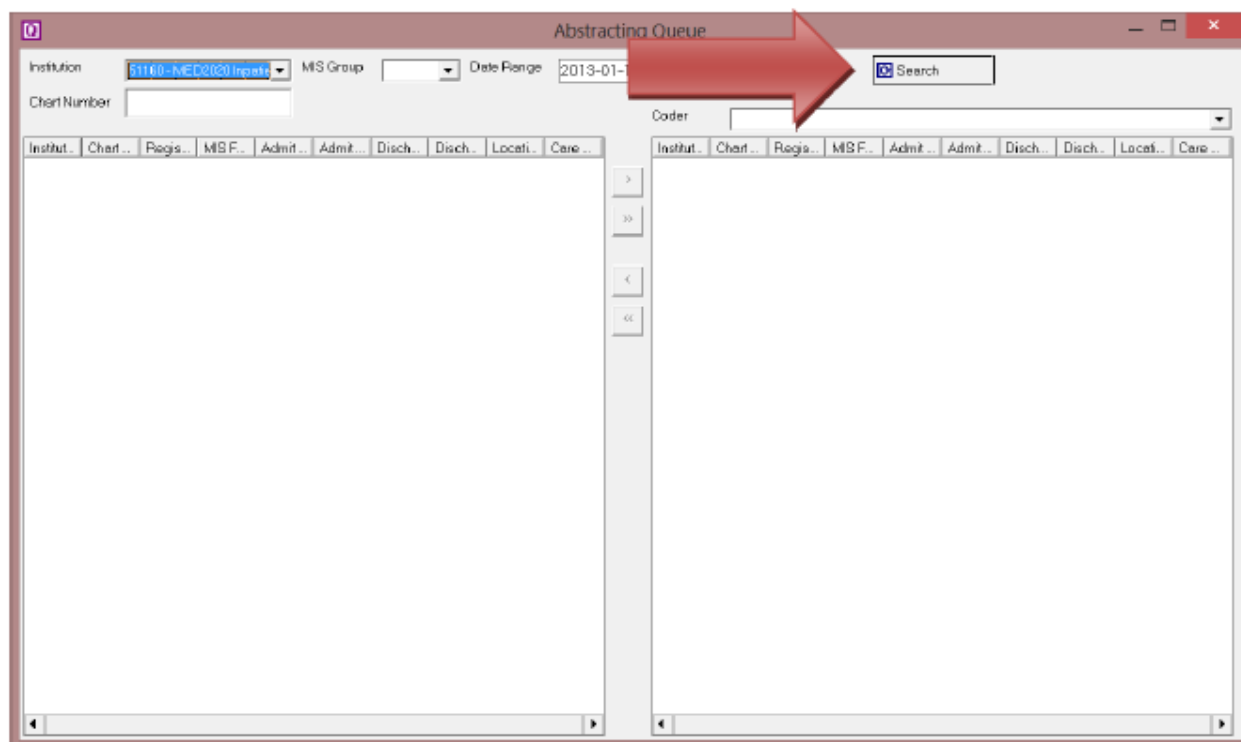 Abstracting Queue
Institution 51160 - MED2020 Inpatie MIS Group Date Range 2013-01-1 Search
Chart Number
Coder
Institut... Chart ... Regis... MIS F... Admit ... Admit... Disch... Disch... Locati... Care ... Institut... Chart ... Regis... MIS F... Admit ... Admit... Disch... Disch... Locati... Care ...
>
>>
<
<<